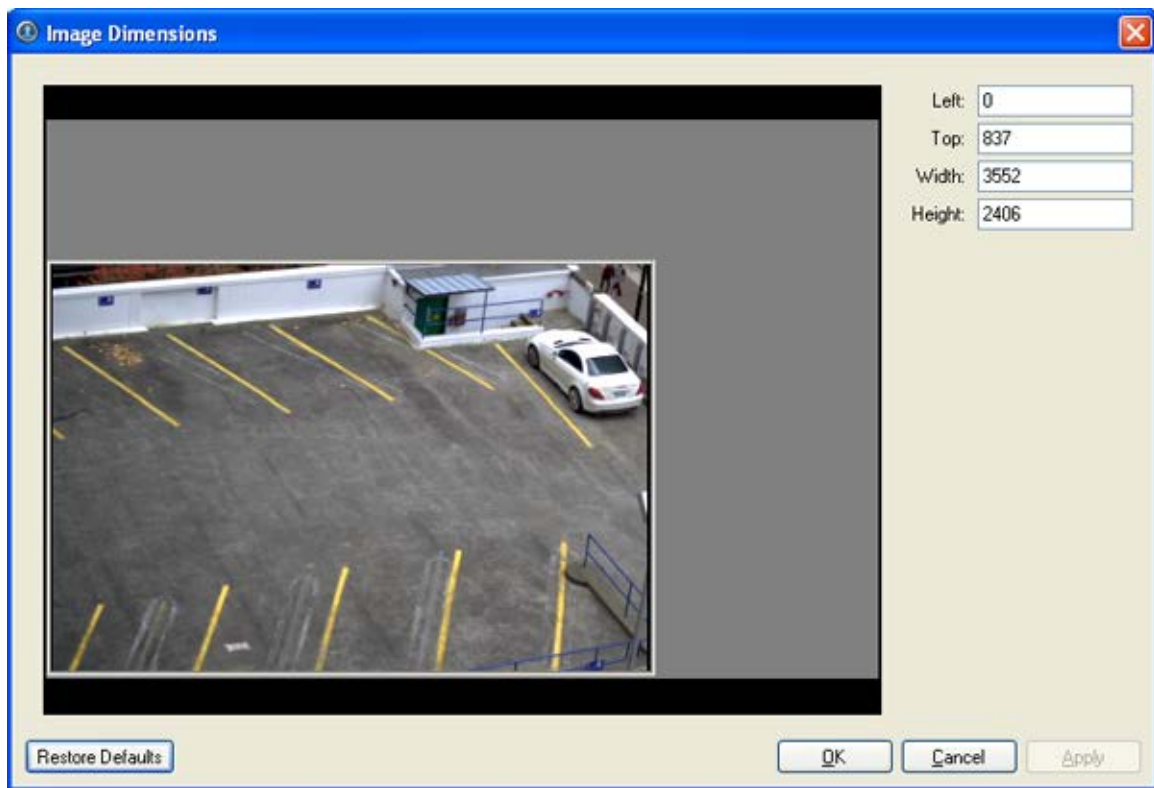 Image Dimensions
Left: 0
Top: 837
Width: 3552
Height: 2406
Restore Defaults
OK
Cancel
Apply